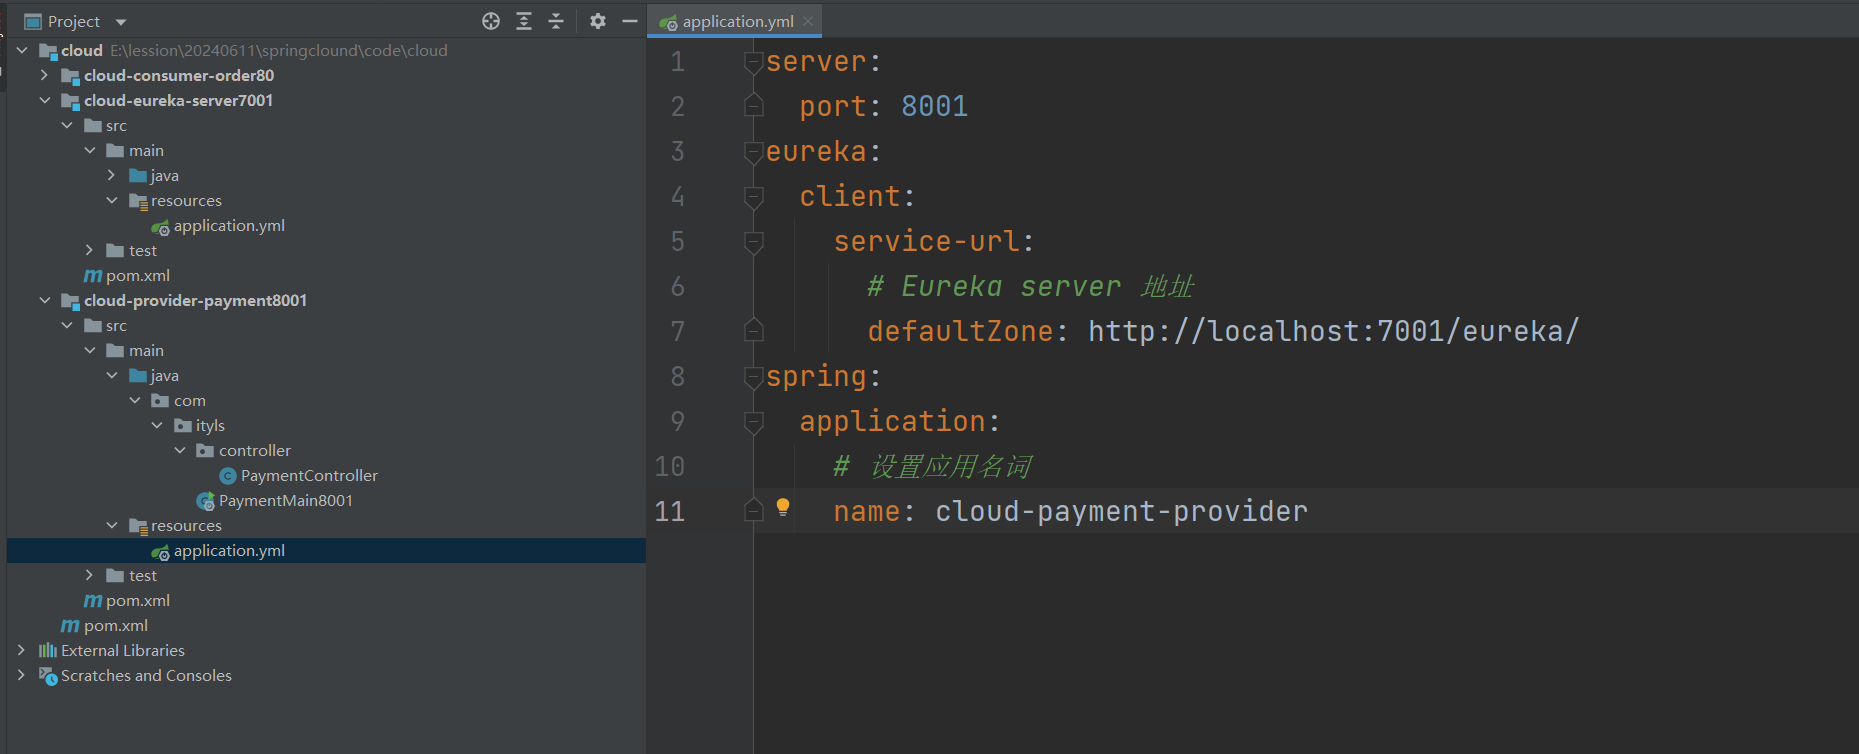 Project
cloud E:\lession\20240611\springclound\code\cloud
cloud-consumer-order80
cloud-eureka-server7001
src
main
java
resources
application.yml
test
pom.xml
cloud-provider-payment8001
src
main
java
com
ityls
controller
PaymentController
PaymentMain8001
resources
application.yml
test
pom.xml
pom.xml
External Libraries
Scratches and Consoles
application.yml
1 server:
2 port: 8001
3 eureka:
4 client:
5 service-url:
6 # Eureka server 地址
7 defaultZone: http://localhost:7001/eureka/
8 spring:
9 application:
10 # 设置应用名词
11 name: cloud-payment-provider